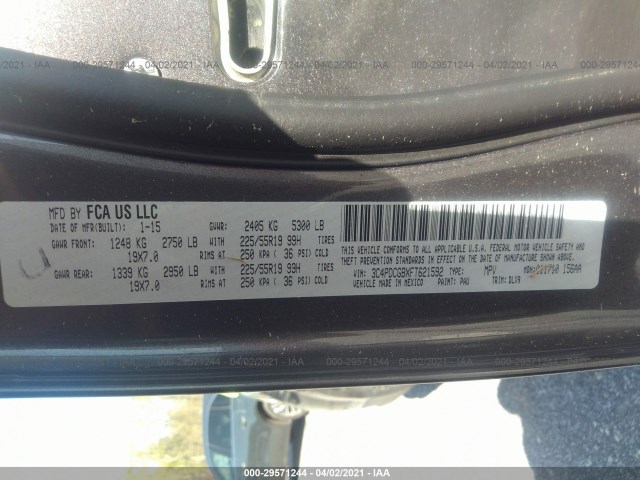 000-29571244 - 04/02/2021 - IAA
MFD BY FCA US LLC
DATE OF MFR(BUILT): 1-15 GVWR: 2405 KG 5300 LB
GAWR FRONT: 1248 KG 2750 LB WITH 225/55R19 99H TIRES
19X7.0 RIMS AT 250 KPA ( 36 PSI) COLD
GAWR REAR: 1339 KG 2950 LB WITH 225/55R19 99H TIRES
19X7.0 RIMS AT 250 KPA ( 36 PSI) COLD
THIS VEHICLE CONFORMS TO ALL APPLICABLE U.S.A. FEDERAL MOTOR VEHICLE SAFETY,
BUMPER, AND THEFT PREVENTION STANDARDS IN EFFECT ON THE DATE OF MANUFACTURE SHOWN ABOVE.
VIN: 3C4PDCGBXFT621592 TYPE: MPV MDH: 156AA
VEHICLE MADE IN MEXICO PAINT: PAU TRIM: DLV9
000-29571244 - 04/02/2021 - IAA